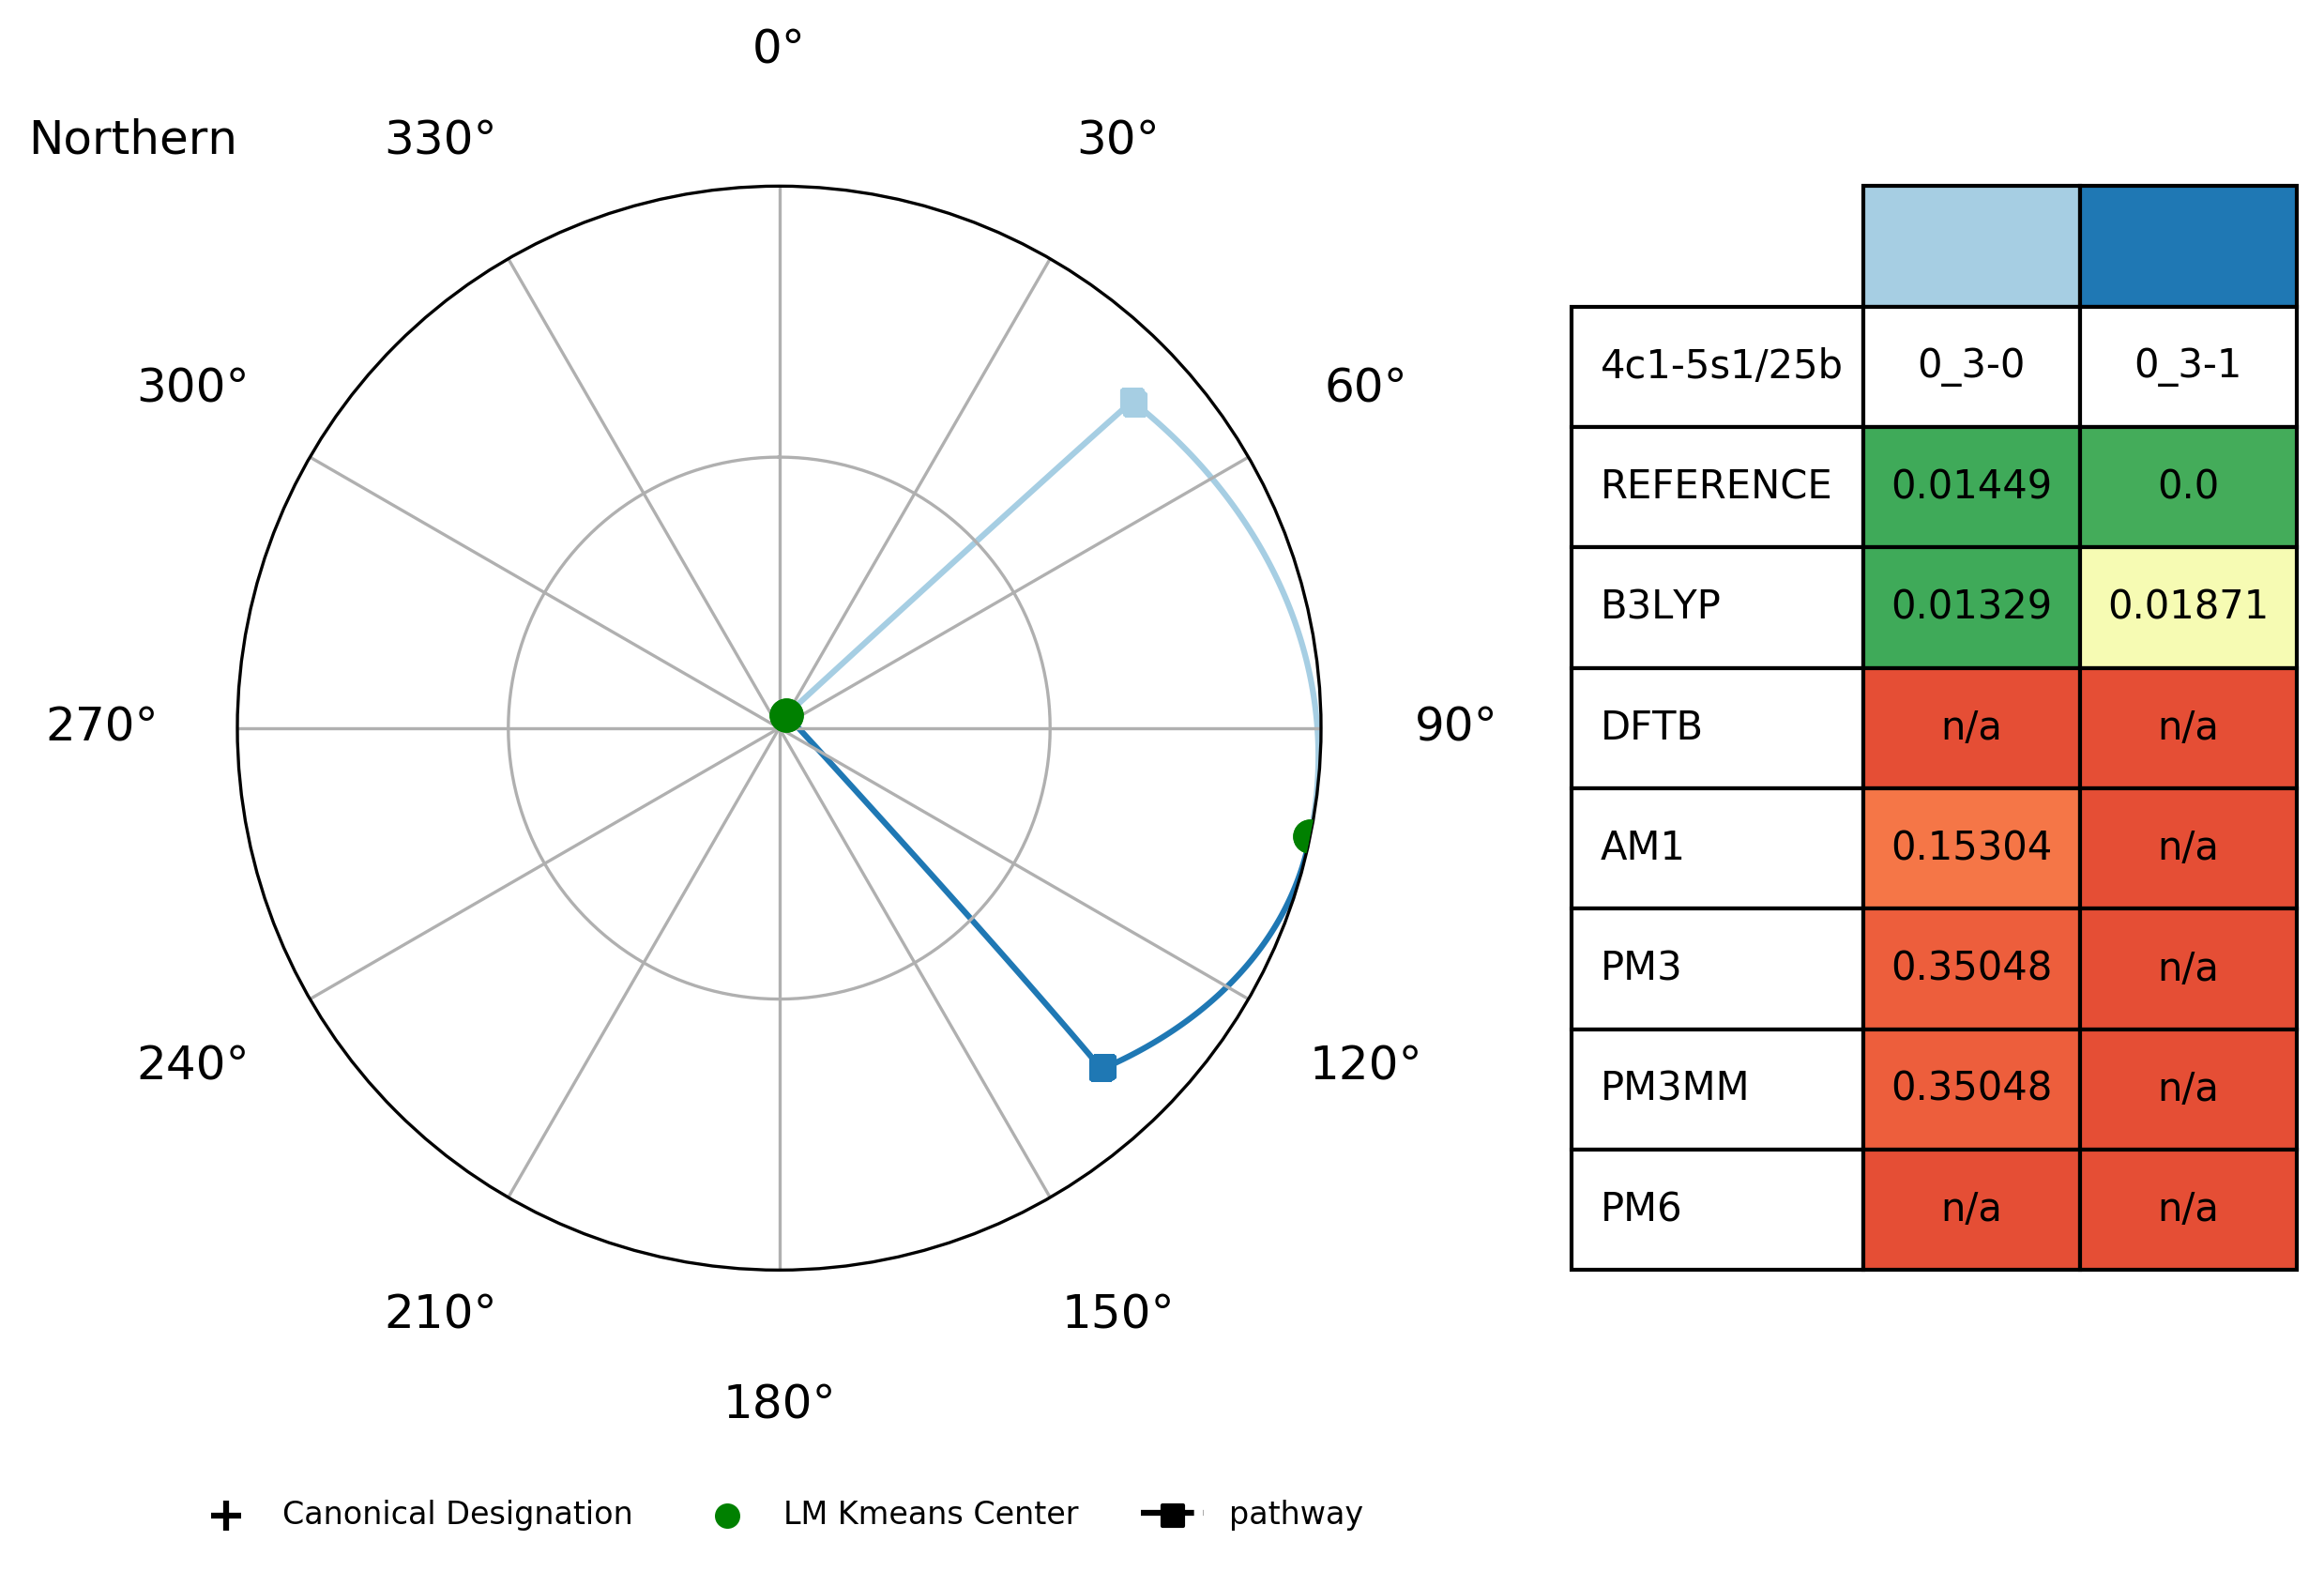 0°
Northern
330°
30°
300°
60°
270°
90°
240°
120°
210°
150°
180°
4c1-5s1/25b 0_3-0 0_3-1
REFERENCE 0.01449 0.0
B3LYP 0.01329 0.01871
DFTB n/a n/a
AM1 0.15304 n/a
PM3 0.35048 n/a
PM3MM 0.35048 n/a
PM6 n/a n/a
Canonical Designation LM Kmeans Center pathway